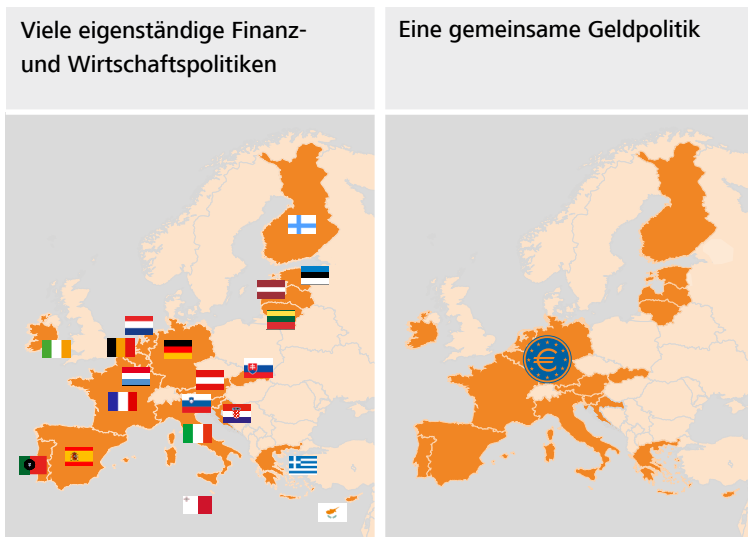 Viele eigenständige Finanz-
und Wirtschaftspolitiken
Eine gemeinsame Geldpolitik
€